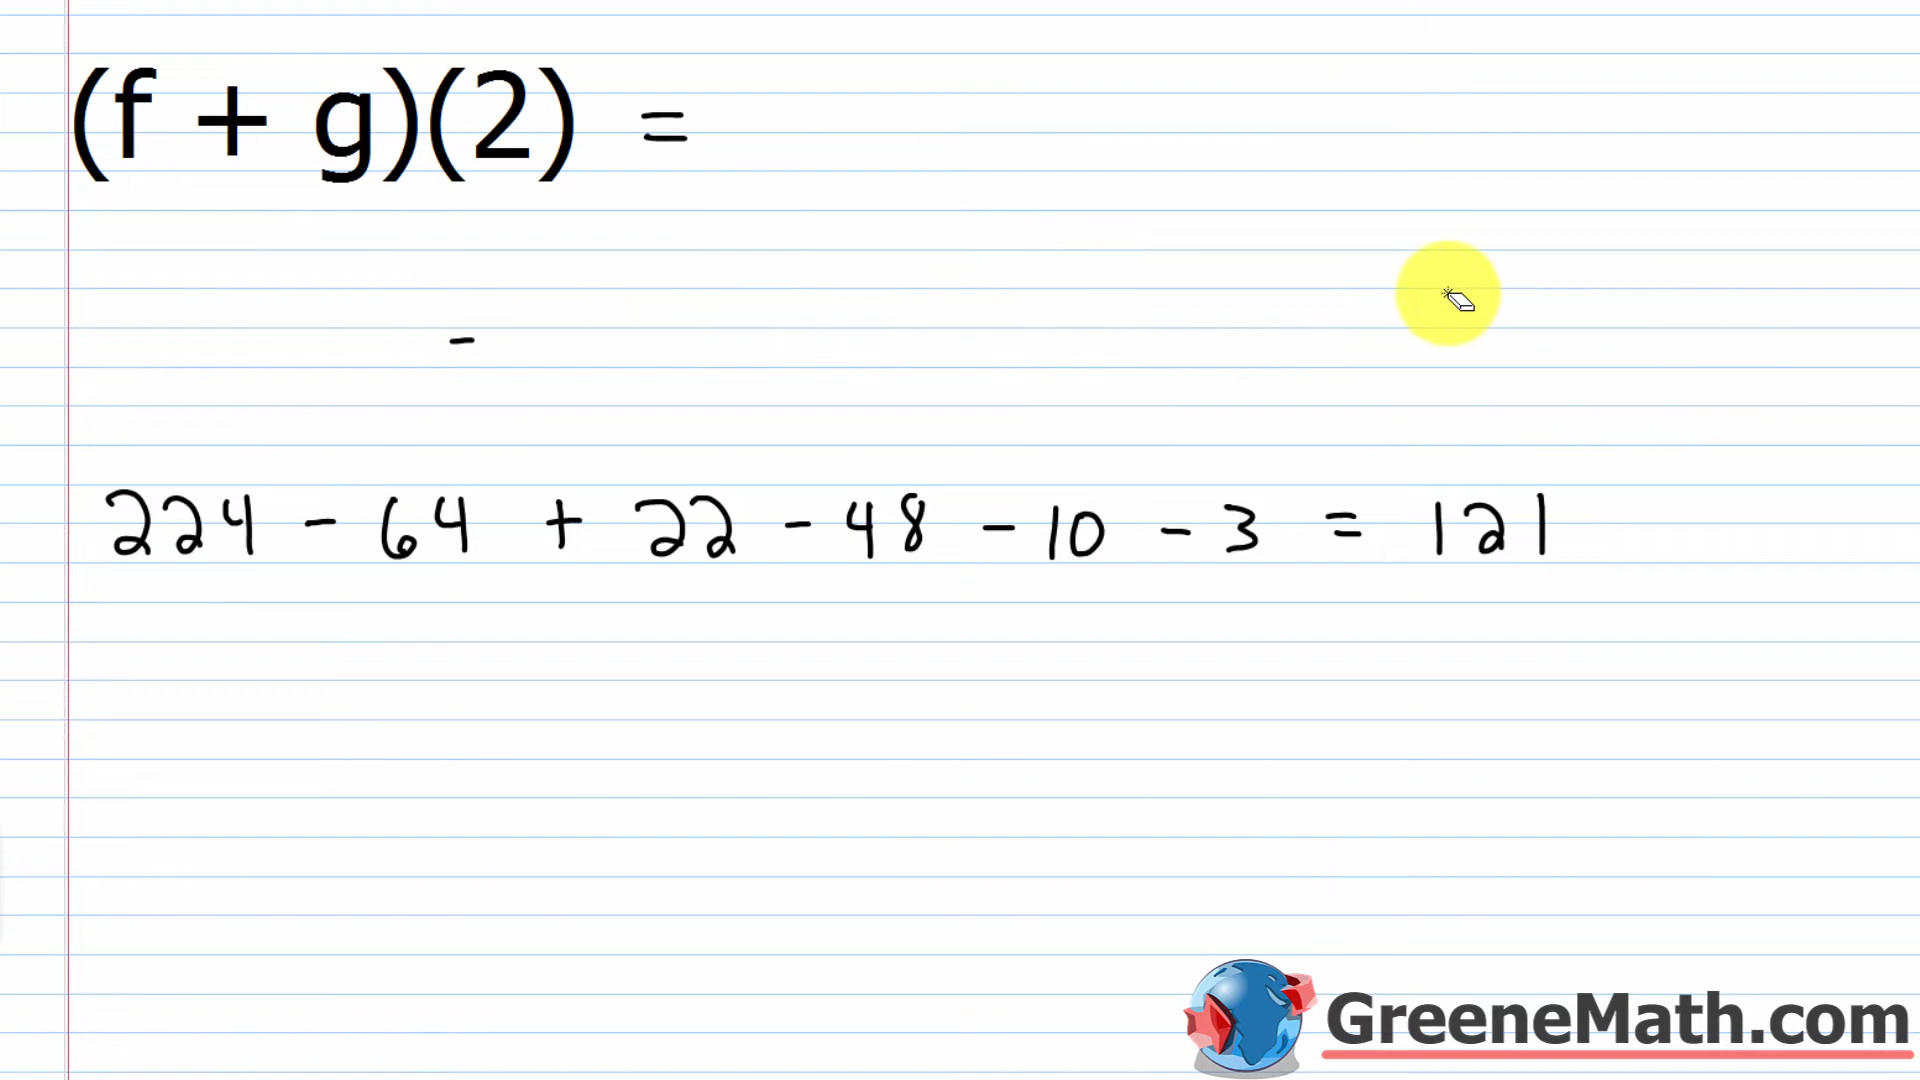 (f + g)(2) =
-
224 - 64 + 22 - 48 - 10 - 3 = 121
GreeneMath.com